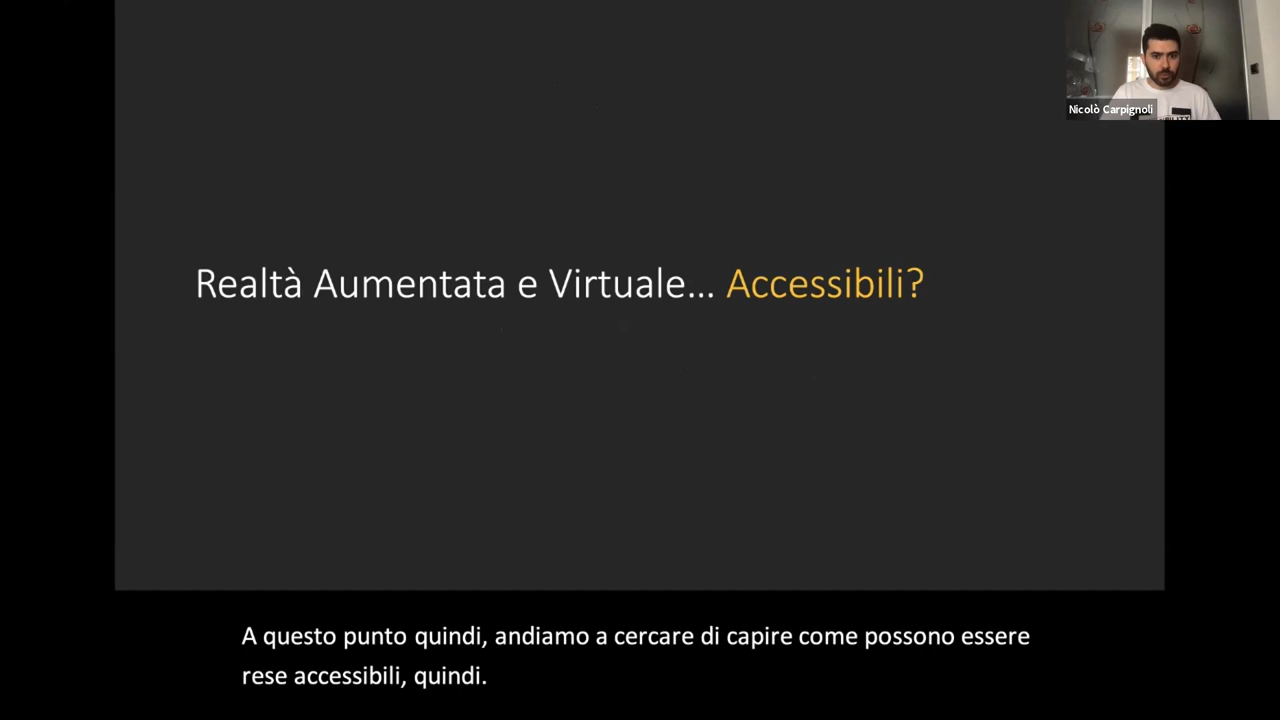 Nicolò Carpignoli
Realtà Aumentata e Virtuale... Accessibili?
A questo punto quindi, andiamo a cercare di capire come possono essere
rese accessibili, quindi.